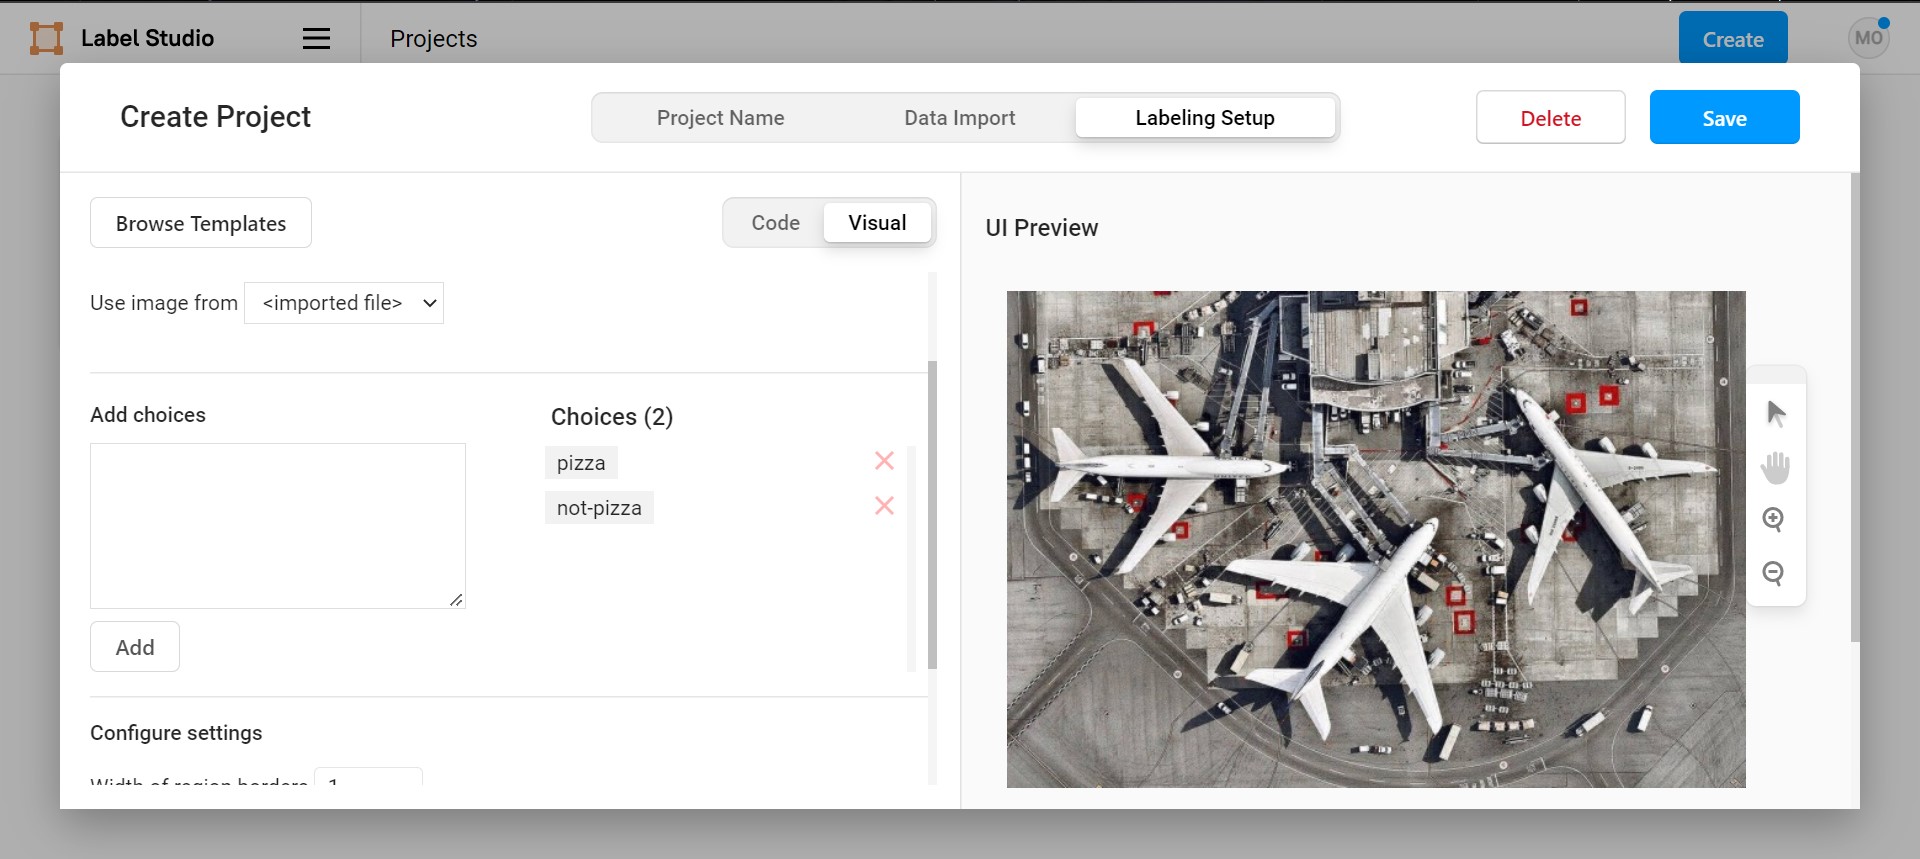 Label Studio
Projects
Create
MO
Create Project
Project Name
Data Import
Labeling Setup
Delete
Save
Browse Templates
Code
Visual
Use image from
<imported file>
Add choices
Choices (2)
pizza
not-pizza
Add
Configure settings
Width of region borders
1
UI Preview